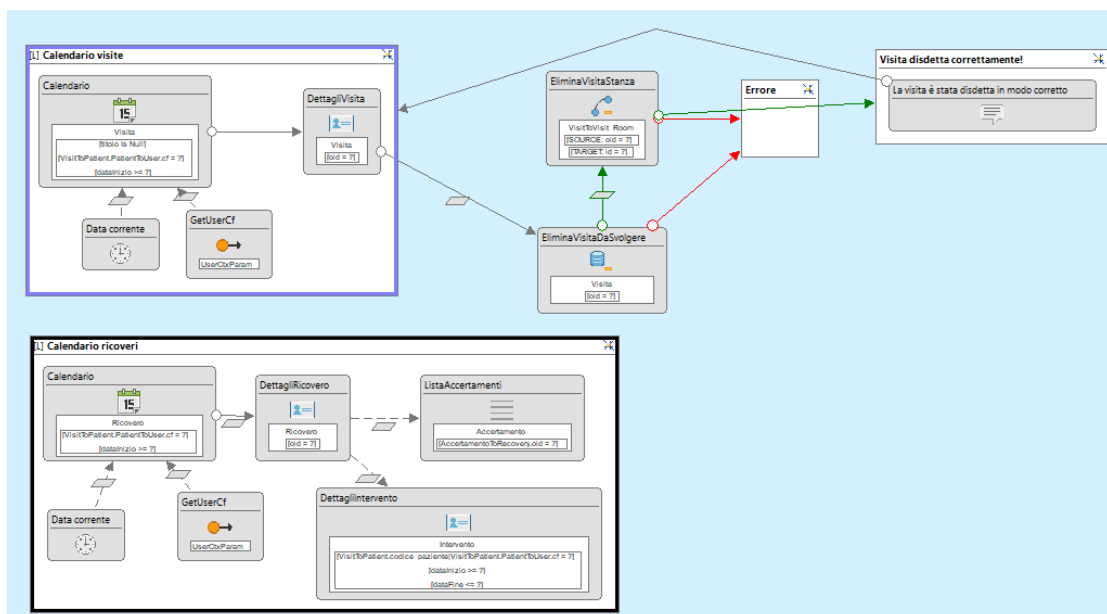 [L] Calendario visite
Calendario
15
Visita
[titolo Is Null]
[VisitToPatient.PatientToUser.cf = ?]
[dataInizio >= ?]
DettagliVisita
Visita
[oid = ?]
Data corrente
GetUserCf
UserCtxParam
EliminaVisitaStanza
VisitToVisit_Room
[SOURCE: oid = ?]
[TARGET: id = ?]
Errore
Visita disdetta correttamente!
La visita è stata disdetta in modo corretto
EliminaVisitaDaSvolgere
Visita
[oid = ?]
[L] Calendario ricoveri
Calendario
15
Ricovero
[VisitToPatient.PatientToUser.cf = ?]
[dataInizio >= ?]
DettagliRicovero
Ricovero
[oid = ?]
ListaAccertamenti
Accertamento
[AccertamentoToRecovery.oid = ?]
Data corrente
GetUserCf
UserCtxParam
DettagliIntervento
Intervento
[VisitToPatient.codice_paziente|VisitToPatient.PatientToUser.cf = ?]
[dataInizio >= ?]
[dataFine <= ?]